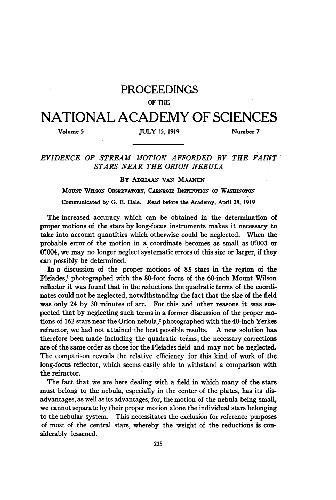 PROCEEDINGS
OF THE
NATIONAL ACADEMY OF SCIENCES
Volume 5 JULY 15, 1919 Number 7
EVIDENCE OF STREAM MOTION AFFORDED BY THE FAINT
STARS NEAR THE ORION NEBULA
BY ADRIAAN VAN MAANEN
MOUNT WILSON OBSERVATORY, CARNEGIE INSTITUTION OF WASHINGTON
Communicated by G. E. Hale. Read before the Academy, April 28, 1919
The increased accuracy which can be obtained in the determination of
proper motions of the stars by long-focus instruments makes it necessary to
take into account quantities which otherwise could be neglected. When the
probable error of the motion in a coördinate becomes as small as 0".003 or
0".004, we may no longer neglect systematic errors of this size or larger, if they
can possibly be determined.
In a discussion of the proper motions of 85 stars in the region of the
Pleiades,¹ photographed with the 80-foot focus of the 60-inch Mount Wilson
reflector it was found that in the reductions the quadratic terms of the coördi-
nates could not be neglected, notwithstanding the fact that the size of the field
was only 24 by 30 minutes of arc. For this and other reasons it was sus-
pected that by neglecting such terms in a former discussion of the proper mo-
tions of 162 stars near the Orion nebula,² photographed with the 40-inch Yerkes
refractor, we had not attained the best possible results. A new solution has
therefore been made including the quadratic terms, the necessary corrections
are of the same order as those for the Pleiades field and may not be neglected.
The comparison reveals the relative efficiency for this kind of work of the
long-focus reflector, which seems easily able to withstand a comparison with
the refractor.
The fact that we are here dealing with a field in which many of the stars
must belong to the nebula, especially in the center of the plates, has its dis-
advantages, as well as its advantages, for, the motion of the nebula being small,
we cannot separate by their proper motion alone the individual stars belonging
to the nebular system. This necessitates the exclusion for reference purposes
of most of the central stars, whereby the weight of the reductions is con-
siderably lessened.
225